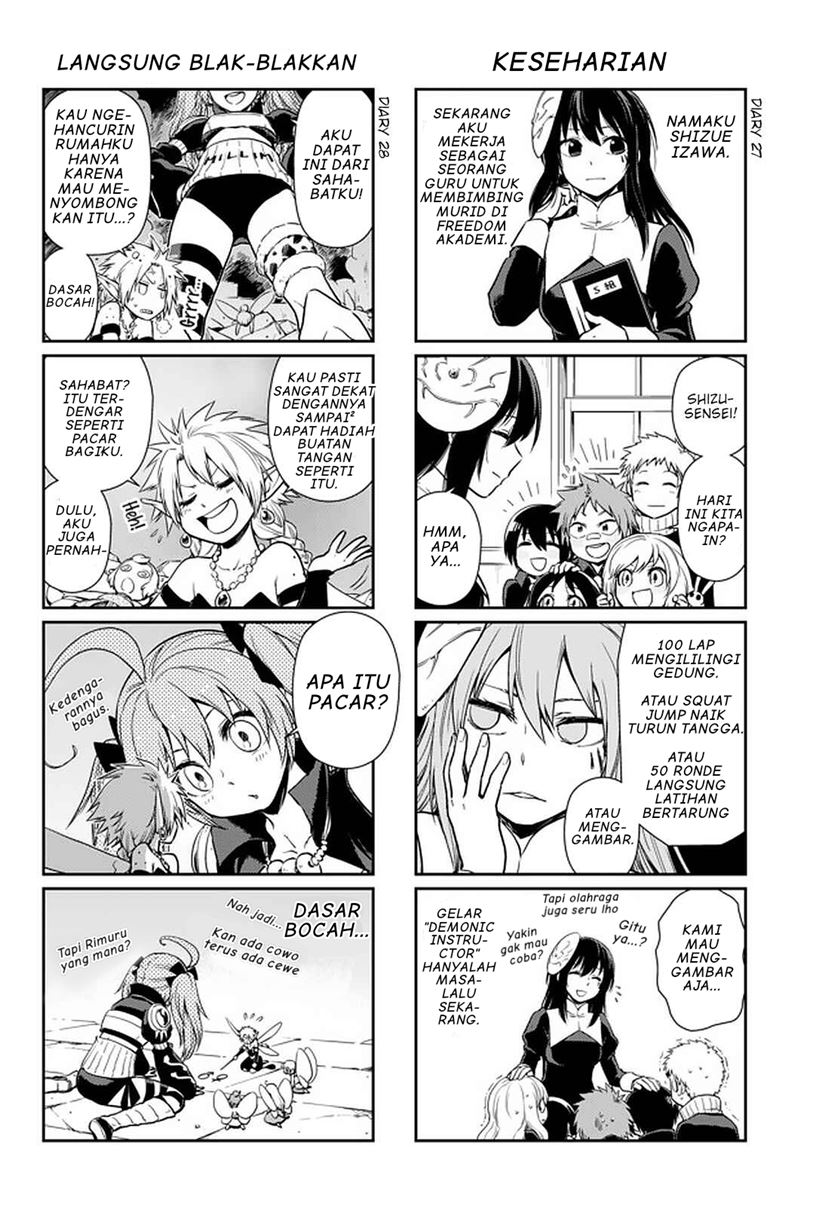 KESEHARIAN
DIARY 27
NAMAKU
SHIZUE
IZAWA.
SEKARANG
AKU
MEKERJA
SEBAGAI
SEORANG
GURU UNTUK
MEMBIMBING
MURID DI
FREEDOM
AKADEMI.
S組
SHIZU-
SENSEI!
HARI
INI KITA
NGAPA-
IN?
HMM,
APA
YA...
100 LAP
MENGILILINGI
GEDUNG.
ATAU SQUAT
JUMP NAIK
TURUN TANGGA.
ATAU
50 RONDE
LANGSUNG
LATIHAN
BERTARUNG
ATAU
MENG-
GAMBAR.
KAMI
MAU
MENG-
GAMBAR
AJA...
Gitu
ya...?
Tapi olahraga
juga seru lho
Yakin
gak mau
coba?
GELAR
"DEMONIC
INSTRU-
CTOR"
HANYALAH
MASA-
LALU
SEKA-
RANG.
LANGSUNG BLAK-BLAKKAN
DIARY 28
AKU
DAPAT
INI DARI
SAHA-
BATKU!
MILLIM
KAU NGE-
HANCURIN
RUMAHKU
HANYA
KARENA
MAU ME-
NYOMBONG
KAN ITU...?
DASAR
BOCAH!
Grrr...
KAU PASTI
SANGAT DEKAT
DENGANNYA
SAMPAI²
DAPAT HADIAH
BUATAN
TANGAN
SEPERTI
ITU.
SAHABAT?
ITU TER-
DENGAR
SEPERTI
PACAR
BAGIKU.
Heh!
DULU,
AKU
JUGA
PERNAH-
APA ITU
PACAR?
Kedenga-
rannya
bagus.
DASAR
BOCAH...
Nah jadi...
Kan ada cowo
terus ada cewe
Tapi Rimuru
yang mana?